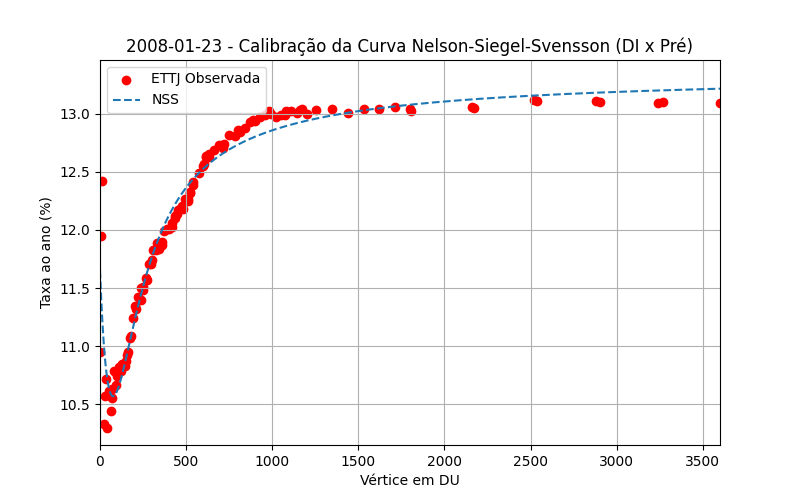 2008-01-23 - Calibração da Curva Nelson-Siegel-Svensson (DI x Pré)
ETTJ Observada
NSS
Taxa ao ano (%)
13.0
12.5
12.0
11.5
11.0
10.5
0 500 1000 1500 2000 2500 3000 3500
Vértice em DU